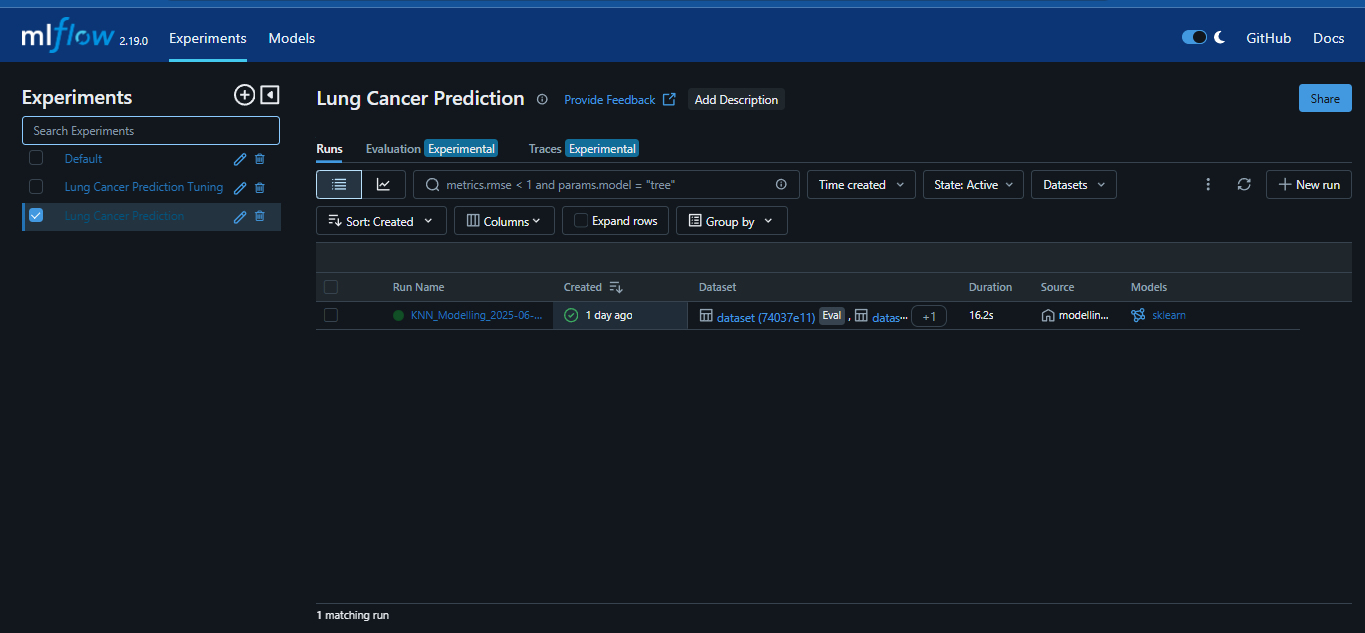 mlflow 2.19.0 Experiments Models GitHub Docs
Experiments
Search Experiments
Default
Lung Cancer Prediction Tuning
Lung Cancer Prediction
Lung Cancer Prediction Provide Feedback Add Description Share
Runs Evaluation Experimental Traces Experimental
metrics.rmse < 1 and params.model = "tree" Time created State: Active Datasets New run
Sort: Created Columns Expand rows Group by
Run Name Created Dataset Duration Source Models
KNN_Modelling_2025-06-... 1 day ago dataset (74037e11) Eval , datas... +1 16.2s modellin... sklearn
1 matching run